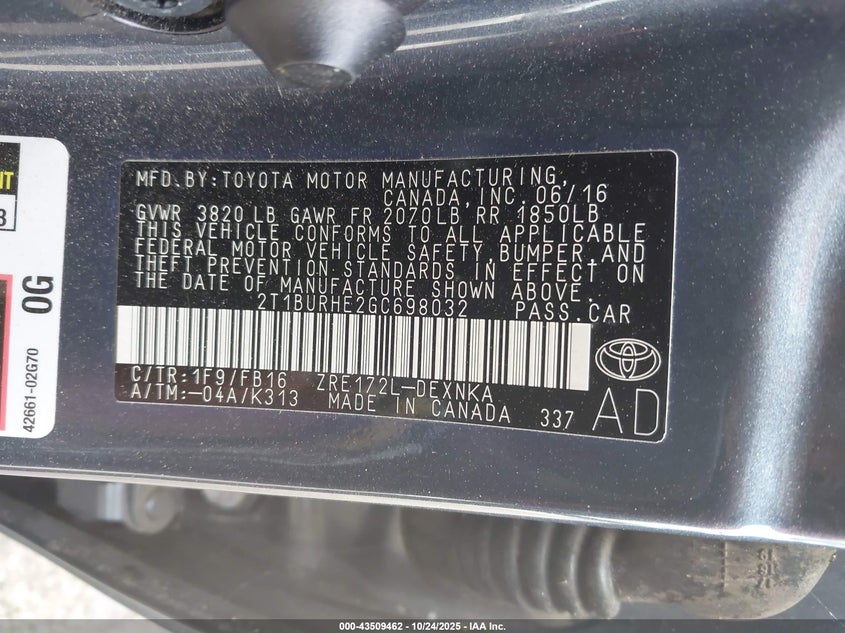 MFD.BY:TOYOTA MOTOR MANUFACTURING,
CANADA, INC. 06/16
GVWR 3820 LB GAWR FR 2070LB RR 1850LB
THIS VEHICLE CONFORMS TO ALL APPLICABLE
FEDERAL MOTOR VEHICLE SAFETY, BUMPER, AND
THEFT PREVENTION STANDARDS IN EFFECT ON
THE DATE OF MANUFACTURE SHOWN ABOVE.
2T1BURHE2GC698032 PASS.CAR
C/TR:1F9/FB16 ZRE172L-DEXNKA
A/TM:-04A/K313 MADE IN CANADA 337
AD
0G
42661-02G70
000-43509462 - 10/24/2025 - IAA Inc.